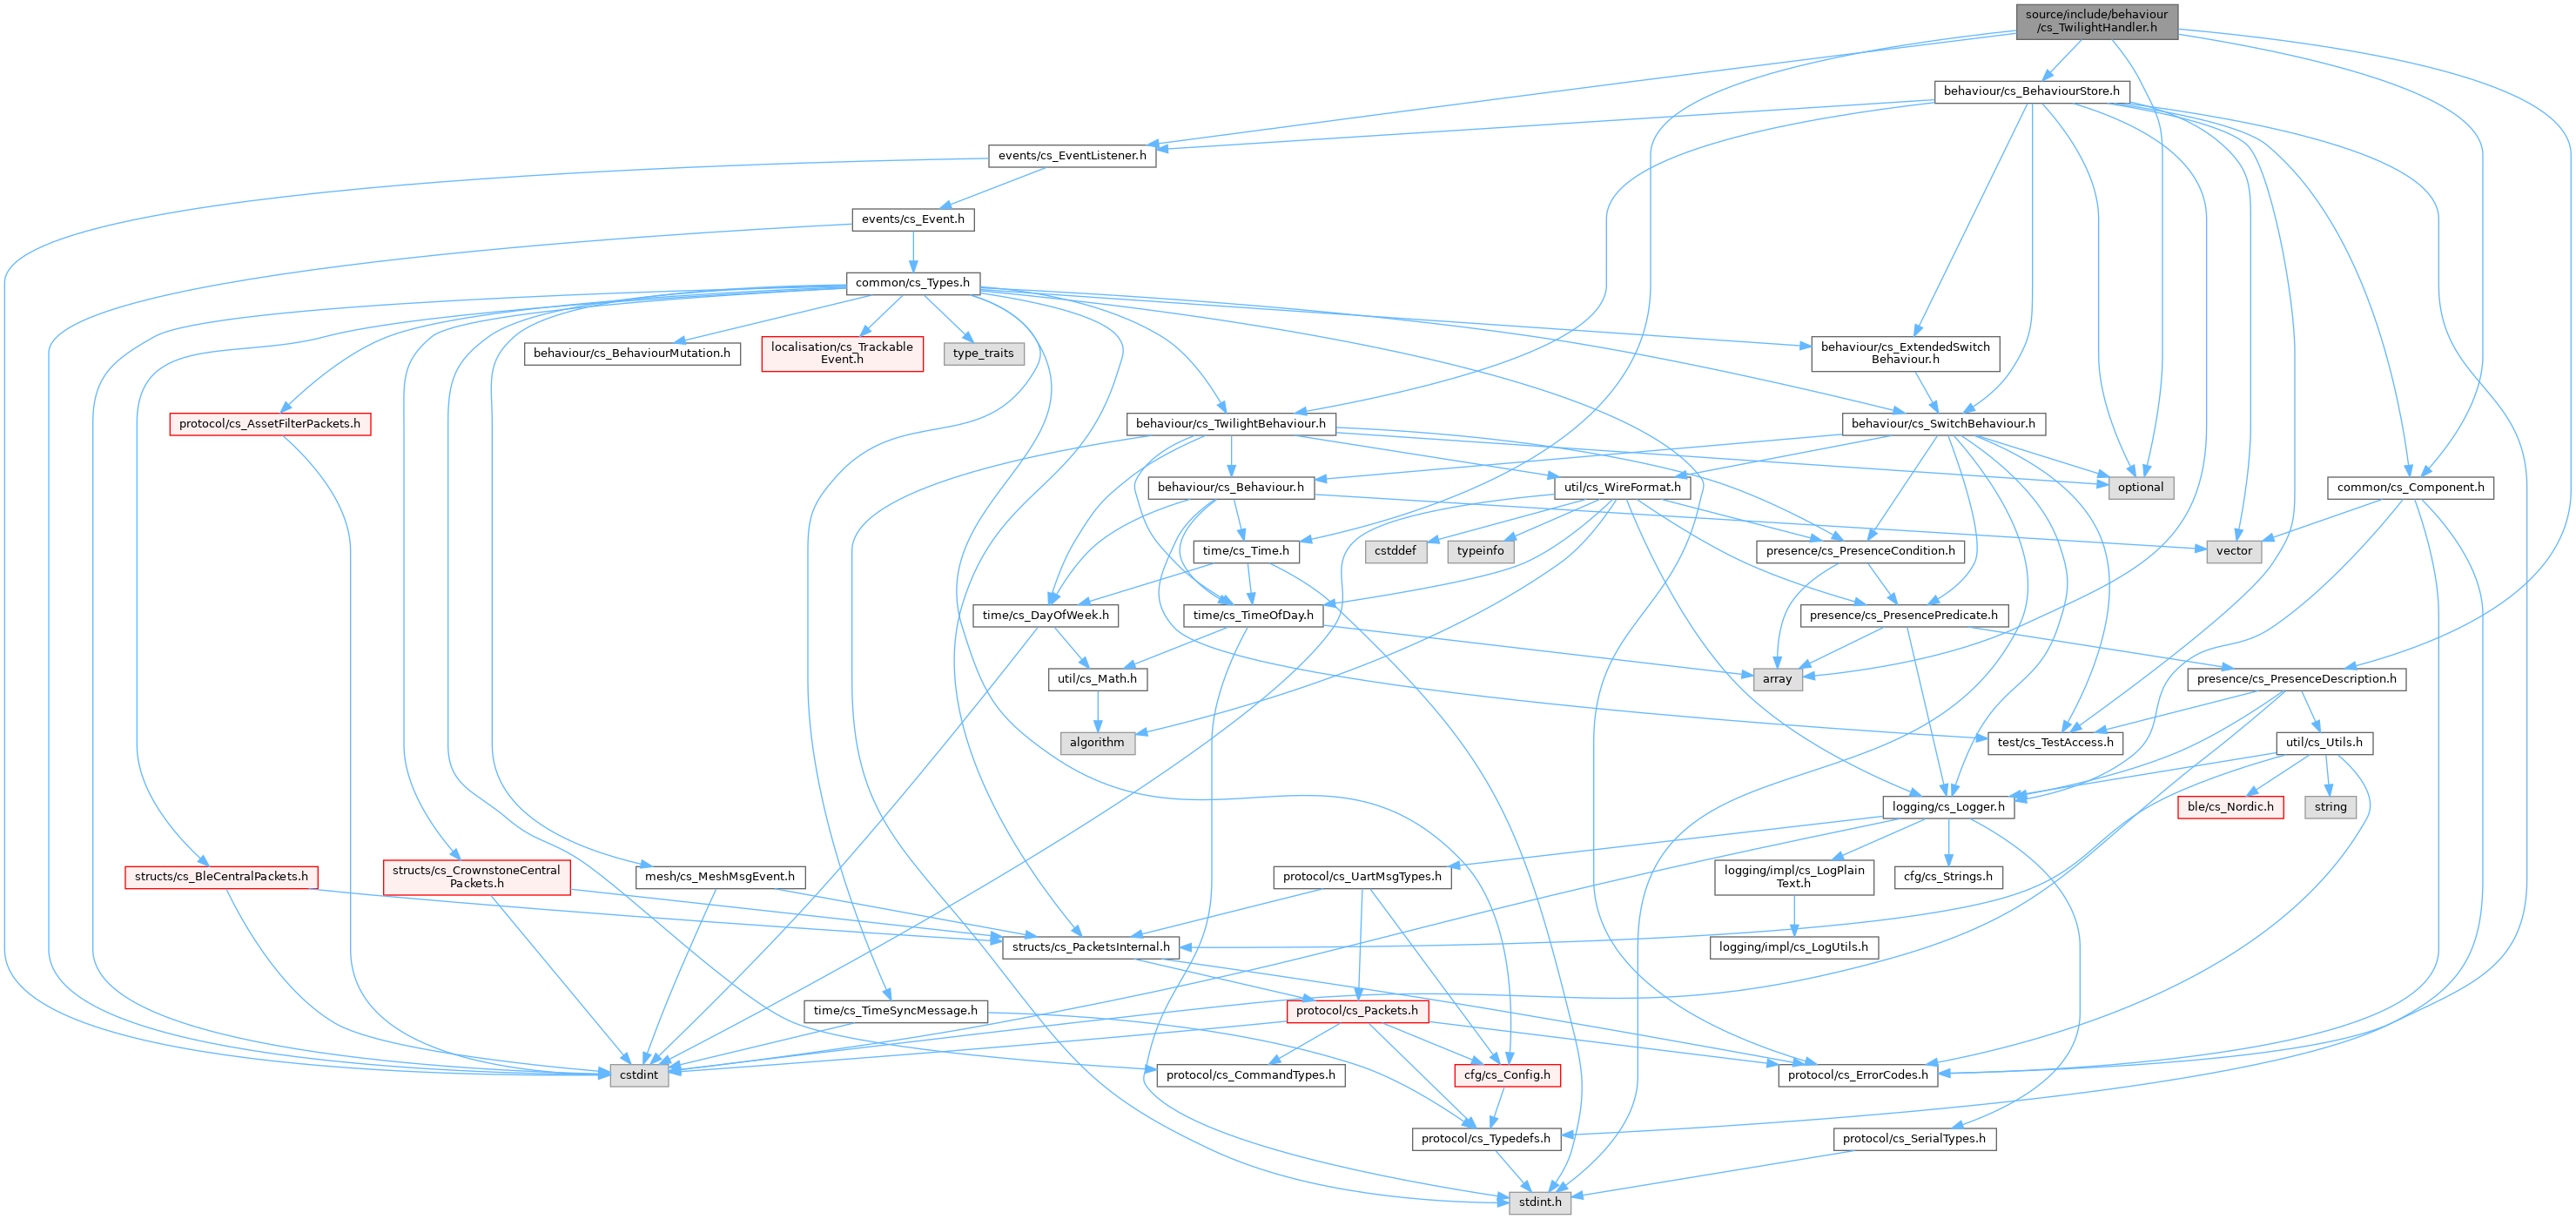 source/include/behaviour
/cs_TwilightHandler.h
behaviour/cs_BehaviourStore.h
events/cs_EventListener.h
events/cs_Event.h
common/cs_Types.h
behaviour/cs_BehaviourMutation.h
localisation/cs_Trackable
Event.h
type_traits
behaviour/cs_ExtendedSwitch
Behaviour.h
protocol/cs_AssetFilterPackets.h
behaviour/cs_TwilightBehaviour.h
behaviour/cs_SwitchBehaviour.h
behaviour/cs_Behaviour.h
util/cs_WireFormat.h
optional
common/cs_Component.h
time/cs_Time.h
cstddef
typeinfo
presence/cs_PresenceCondition.h
vector
time/cs_DayOfWeek.h
time/cs_TimeOfDay.h
presence/cs_PresencePredicate.h
util/cs_Math.h
array
presence/cs_PresenceDescription.h
algorithm
test/cs_TestAccess.h
util/cs_Utils.h
logging/cs_Logger.h
ble/cs_Nordic.h
string
structs/cs_BleCentralPackets.h
structs/cs_CrownstoneCentral
Packets.h
mesh/cs_MeshMsgEvent.h
protocol/cs_UartMsgTypes.h
logging/impl/cs_LogPlain
Text.h
cfg/cs_Strings.h
structs/cs_PacketsInternal.h
logging/impl/cs_LogUtils.h
time/cs_TimeSyncMessage.h
protocol/cs_Packets.h
cstdint
protocol/cs_CommandTypes.h
cfg/cs_Config.h
protocol/cs_ErrorCodes.h
protocol/cs_Typedefs.h
protocol/cs_SerialTypes.h
stdint.h